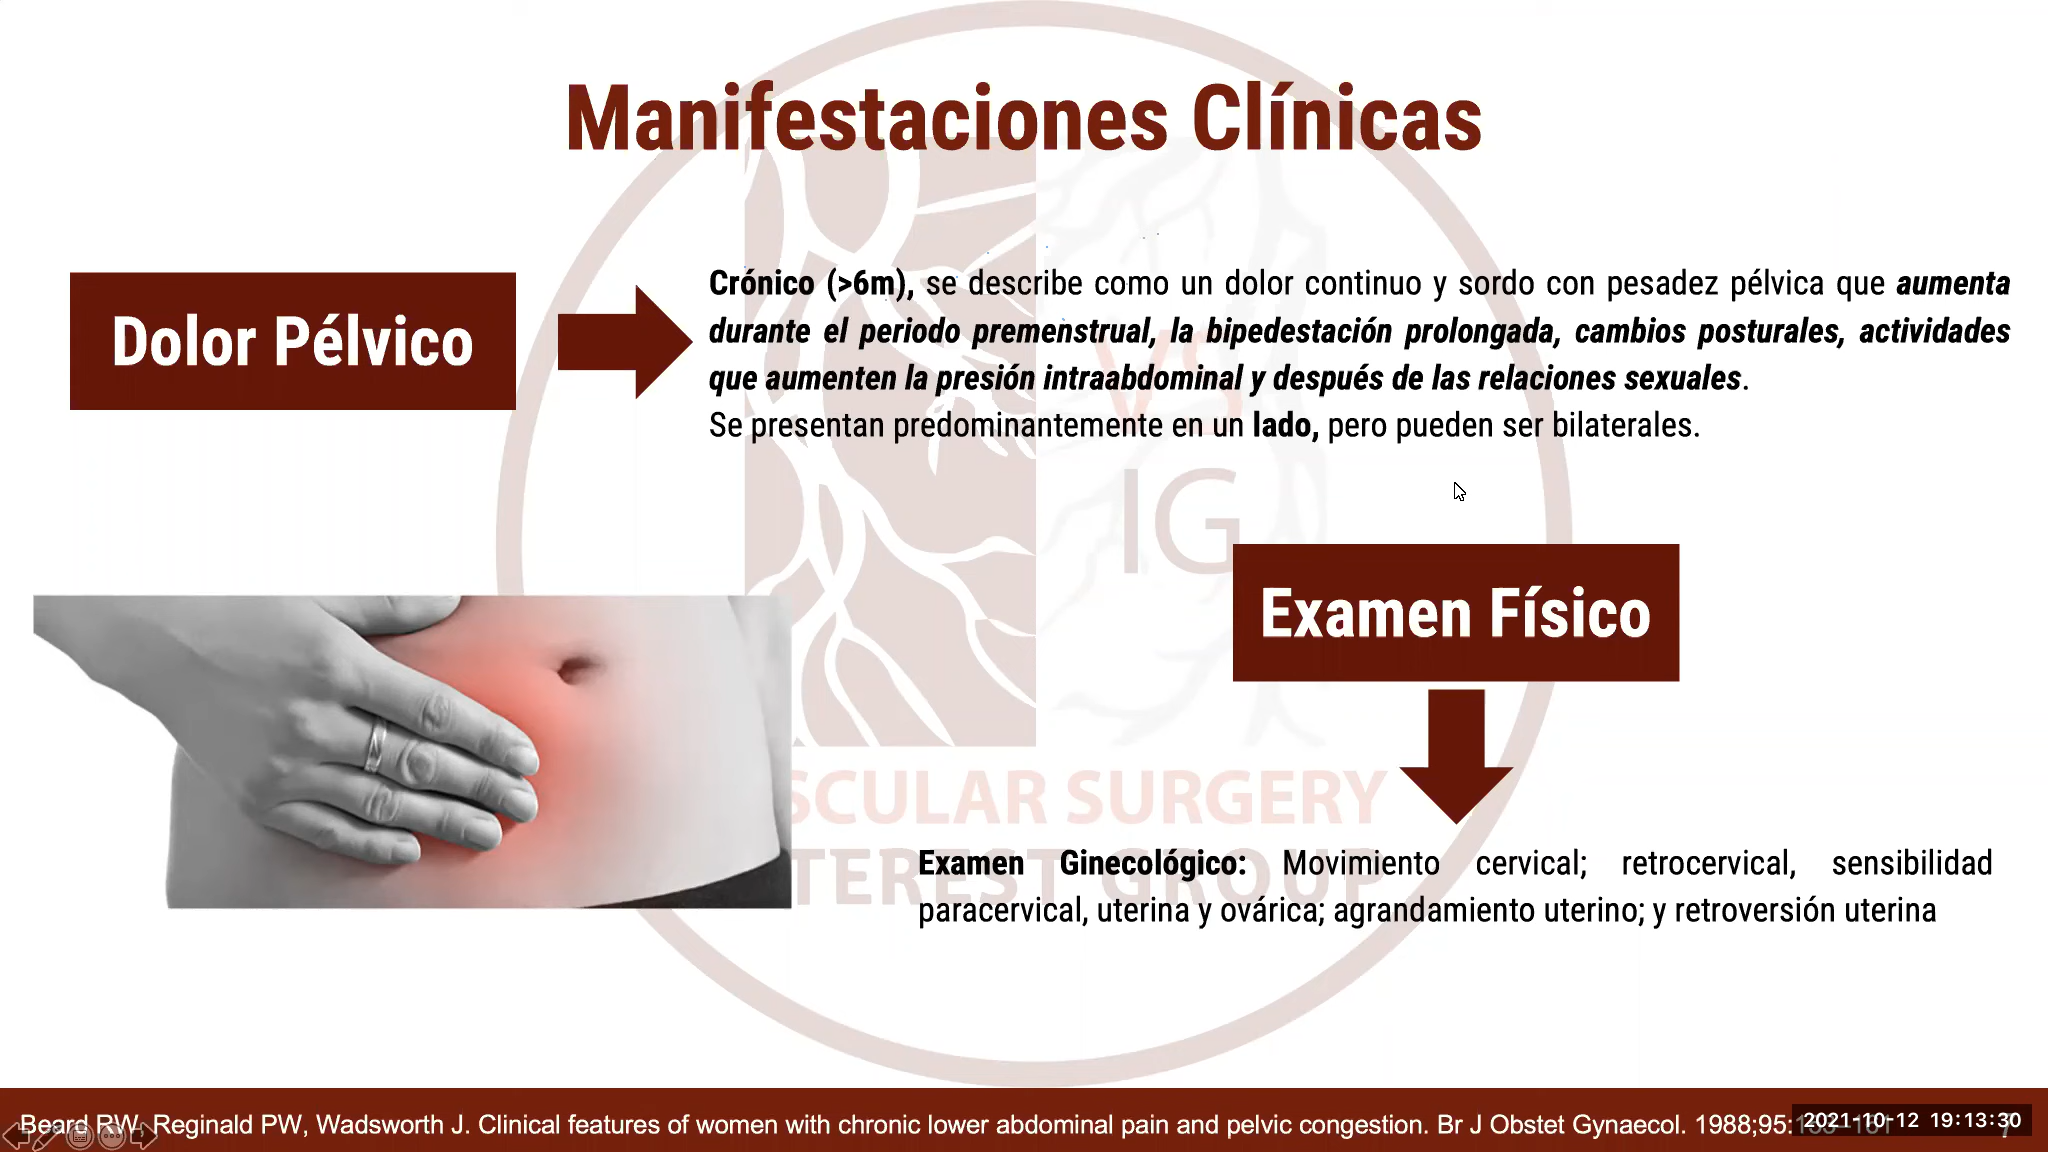 Manifestaciones Clínicas
Dolor Pélvico
Crónico (>6m), se describe como un dolor continuo y sordo con pesadez pélvica que aumenta
durante el periodo premenstrual, la bipedestación prolongada, cambios posturales, actividades
que aumenten la presión intraabdominal y después de las relaciones sexuales.
Se presentan predominantemente en un lado, pero pueden ser bilaterales.
VS
IG
Examen Físico
SCULAR SURGERY
TEREST GROUP
Examen Ginecológico: Movimiento cervical; retrocervical, sensibilidad
paracervical, uterina y ovárica; agrandamiento uterino; y retroversión uterina
Beard RW, Reginald PW, Wadsworth J. Clinical features of women with chronic lower abdominal pain and pelvic congestion. Br J Obstet Gynaecol. 1988;95:
2021-10-12 19:13:30
7